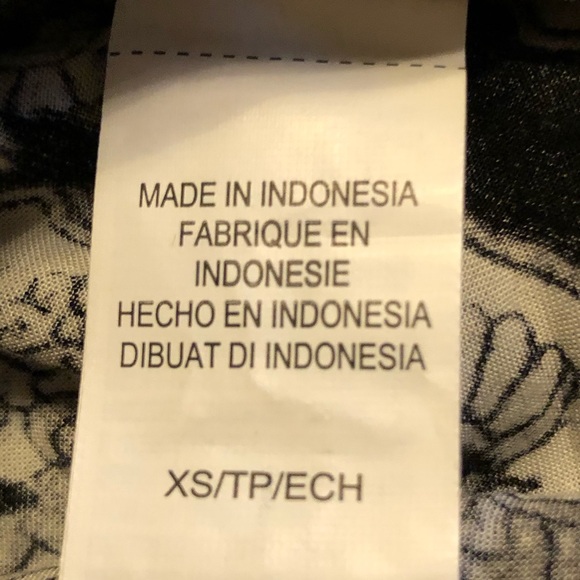 MADE IN INDONESIA
FABRIQUE EN
INDONESIE
HECHO EN INDONESIA
DIBUAT DI INDONESIA
XS/TP/ECH